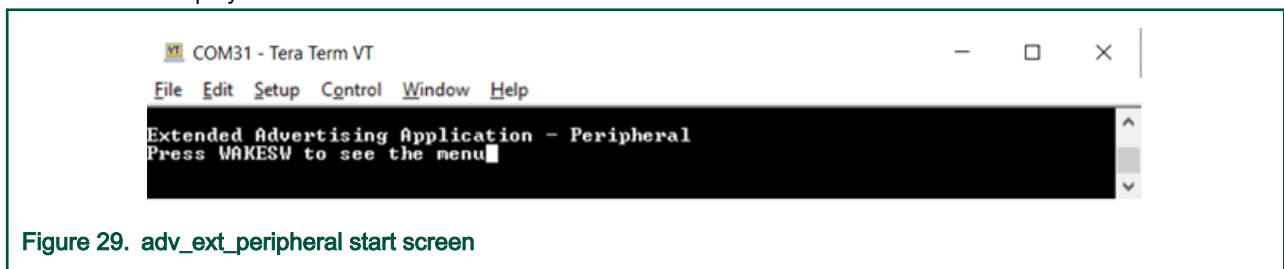 COM31 - Tera Term VT
File Edit Setup Control Window Help
Extended Advertising Application - Peripheral
Press WAKESW to see the menu
Figure 29. adv_ext_peripheral start screen